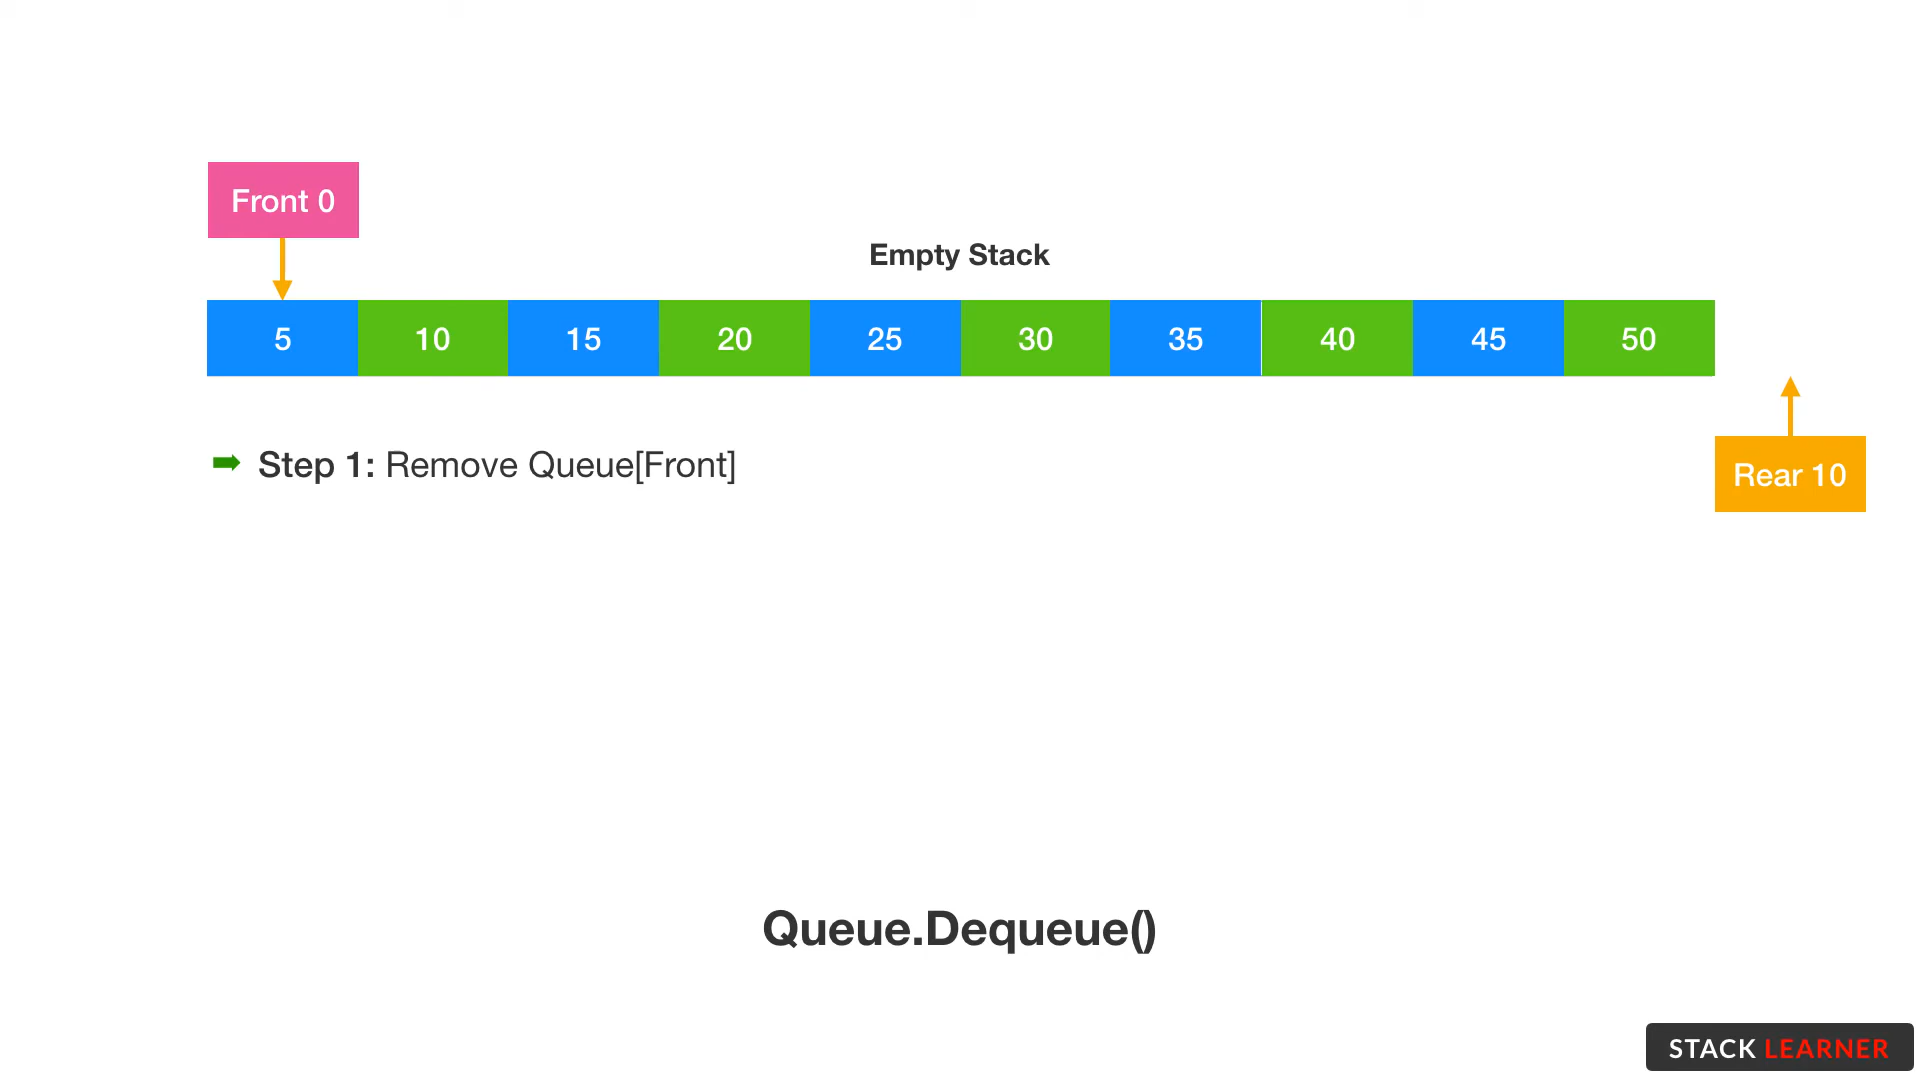 Front 0
Empty Stack
5 10 15 20 25 30 35 40 45 50
➡ Step 1: Remove Queue[Front]
Rear 10
Queue.Dequeue()
STACK LEARNER